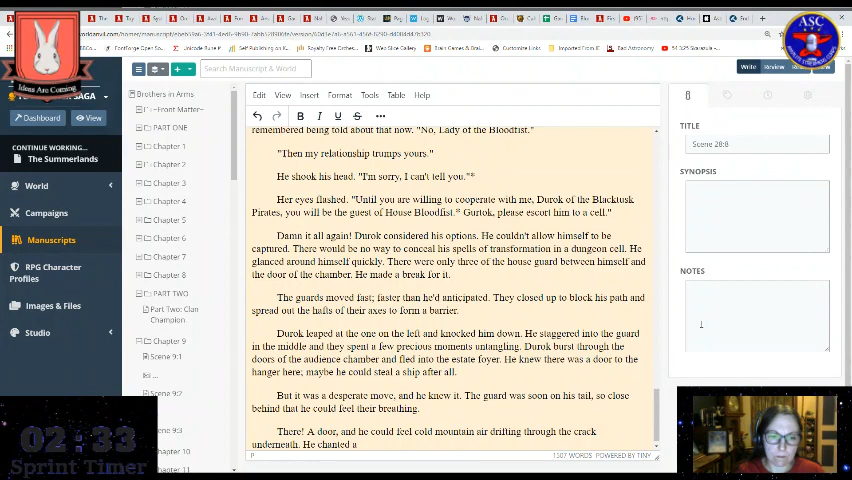 ASC
Ideas Are Coming
SAGA
Dashboard
View
CONTINUE WORKING...
The Summerlands
World
Campaigns
Manuscripts
RPG Character
Profiles
Images & Files
Studio
02:33
Sprint Timer
Search Manuscript & World
Write
Review
Brothers in Arms
~Front Matter~
PART ONE
Chapter 1
Chapter 2
Chapter 3
Chapter 4
Chapter 5
Chapter 6
Chapter 7
Chapter 8
PART TWO
Part Two: Clan
Champion
Chapter 9
Scene 9:1
...
Scene 9:2
Scene 9:3
Chapter 10
Chapter 11
Edit View Insert Format Tools Table Help
B I U
remembered being told about that now. "No, Lady of the Bloodfist."
"Then my relationship trumps yours."
He shook his head. "I'm sorry, I can't tell you."*
Her eyes flashed. "Until you are willing to cooperate with me, Durok of the Blacktusk
Pirates, you will be the guest of House Bloodfist.* Gurtok, please escort him to a cell."
Damn it all again! Durok considered his options. He couldn't allow himself to be
captured. There would be no way to conceal his spells of transformation in a dungeon cell. He
glanced around himself quickly. There were only three of the house guard between himself and
the door of the chamber. He made a break for it.
The guards moved fast; faster than he'd anticipated. They closed up to block his path and
spread out the hafts of their axes to form a barrier.
Durok leaped at the one on the left and knocked him down. He staggered into the guard
in the middle and they spent a few precious moments untangling. Durok burst through the
doors of the audience chamber and fled into the estate foyer. He knew there was a door to the
hanger here; maybe he could steal a ship after all.
But it was a desperate move, and he knew it. The guard was soon on his tail, so close
behind that he could feel their breathing.
There! A door, and he could feel cold mountain air drifting through the crack
underneath. He chanted a
P
1507 WORDS POWERED BY TINY
TITLE
Scene 28:8
SYNOPSIS
NOTES